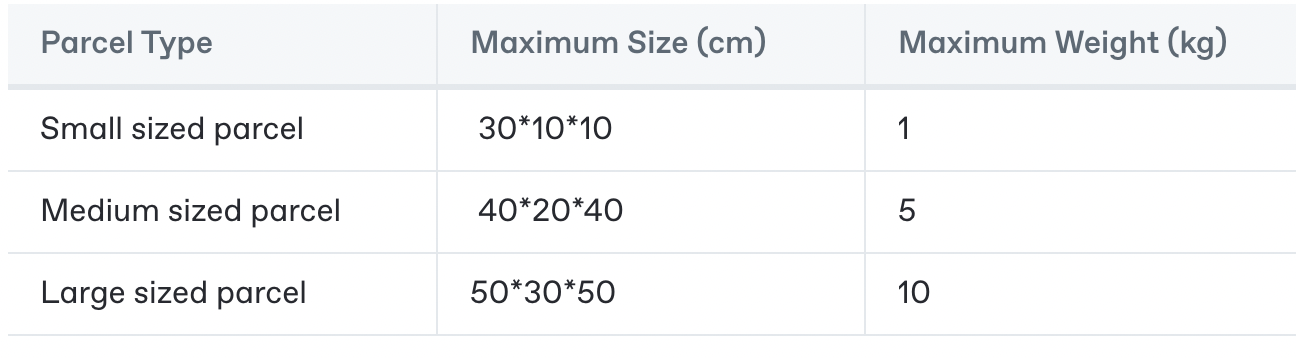 Parcel Type Maximum Size (cm) Maximum Weight (kg)
Small sized parcel 30*10*10 1
Medium sized parcel 40*20*40 5
Large sized parcel 50*30*50 10